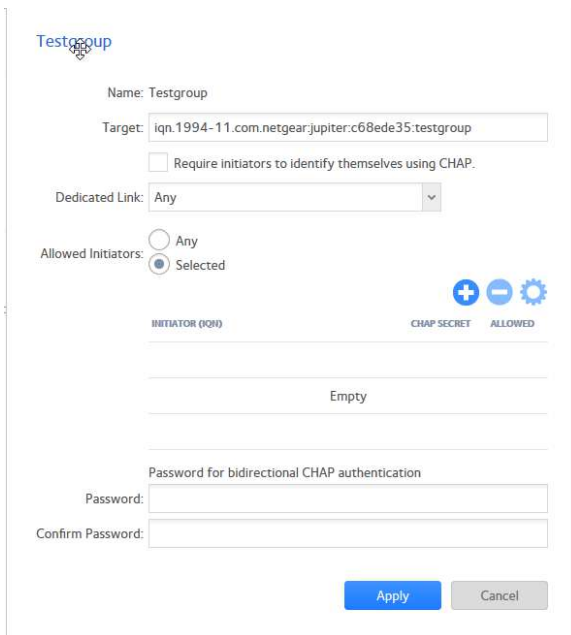 Testgroup
Name: Testgroup
Target: iqn.1994-11.com.netgear:jupiter:c68ede35:testgroup
Require initiators to identify themselves using CHAP.
Dedicated Link: Any
Allowed Initiators:
Any
Selected
INITIATOR (IQN) CHAP SECRET ALLOWED
Empty
Password for bidirectional CHAP authentication
Password:
Confirm Password:
Apply Cancel